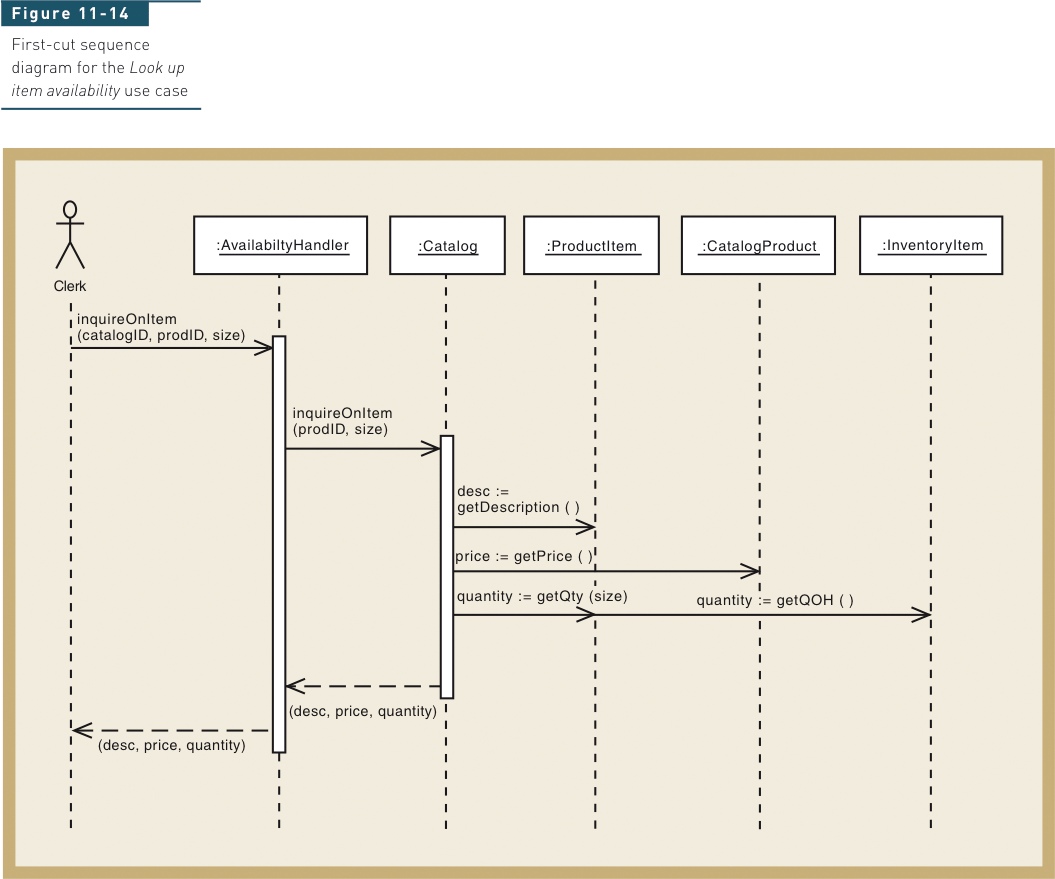 Figure 11-14
First-cut sequence
diagram for the Look up
item availability use case
Clerk
:AvailabiltyHandler
:Catalog
:ProductItem
:CatalogProduct
:InventoryItem
inquireOnItem
(catalogID, prodID, size)
inquireOnItem
(prodID, size)
desc :=
getDescription ( )
price := getPrice ( )
quantity := getQty (size)
quantity := getQOH ( )
(desc, price, quantity)
(desc, price, quantity)